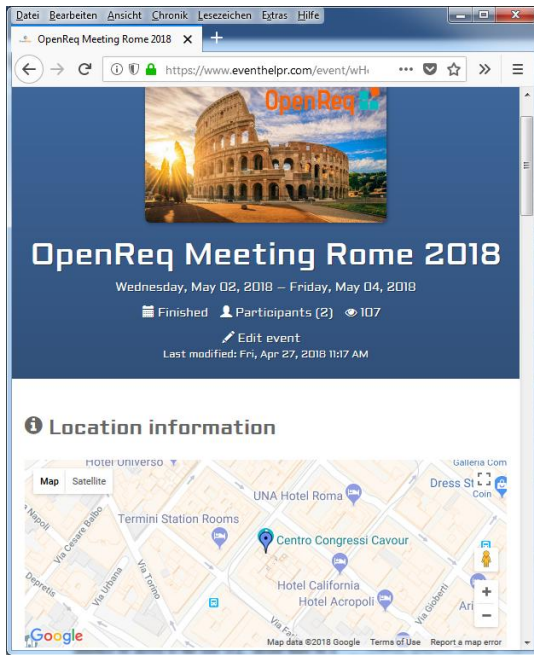 Datei Bearbeiten Ansicht Chronik Lesezeichen Extras Hilfe
OpenReq Meeting Rome 2018
https://www.eventhelpr.com/event/wH
OpenReq
OpenReq Meeting Rome 2018
Wednesday, May 02, 2018 – Friday, May 04, 2018
Finished Participants (2) 107
Edit event
Last modified: Fri, Apr 27, 2018 11:17 AM
Location information
Hotel Universo
Galleria Com
Map Satellite
Dress St
Coin
UNA Hotel Roma
Napoli
Via Cesare Balbo
Termini Station Rooms
Centro Congressi Cavour
Depretis
Via Urbana
Via Torino
Hotel California
Hotel Acropoli
Via Gioberti
Ari
Via Fa
Google
Map data ©2018 Google Terms of Use Report a map error